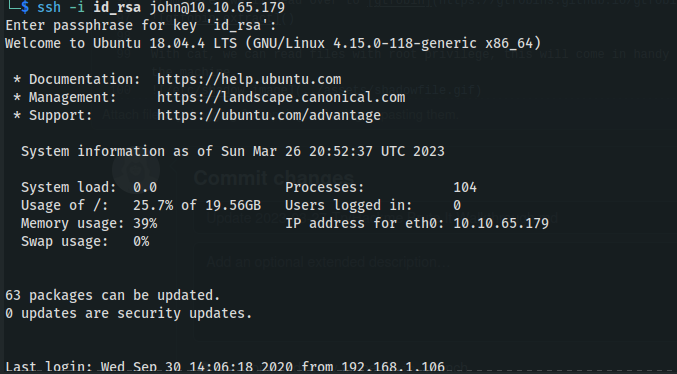 $ ssh -i id_rsa john@10.10.65.179
Enter passphrase for key 'id_rsa':
Welcome to Ubuntu 18.04.4 LTS (GNU/Linux 4.15.0-118-generic x86_64)
* Documentation:  https://help.ubuntu.com
* Management:     https://landscape.canonical.com
* Support:        https://ubuntu.com/advantage
System information as of Sun Mar 26 20:52:37 UTC 2023
System load:  0.0                Processes:           104
Usage of /:   25.7% of 19.56GB   Users logged in:     0
Memory usage: 39%                IP address for eth0: 10.10.65.179
Swap usage:   0%
Commit changes
Add an optional extended description
63 packages can be updated.
0 updates are security updates.
Last login: Wed Sep 30 14:06:18 2020 from 192.168.1.106